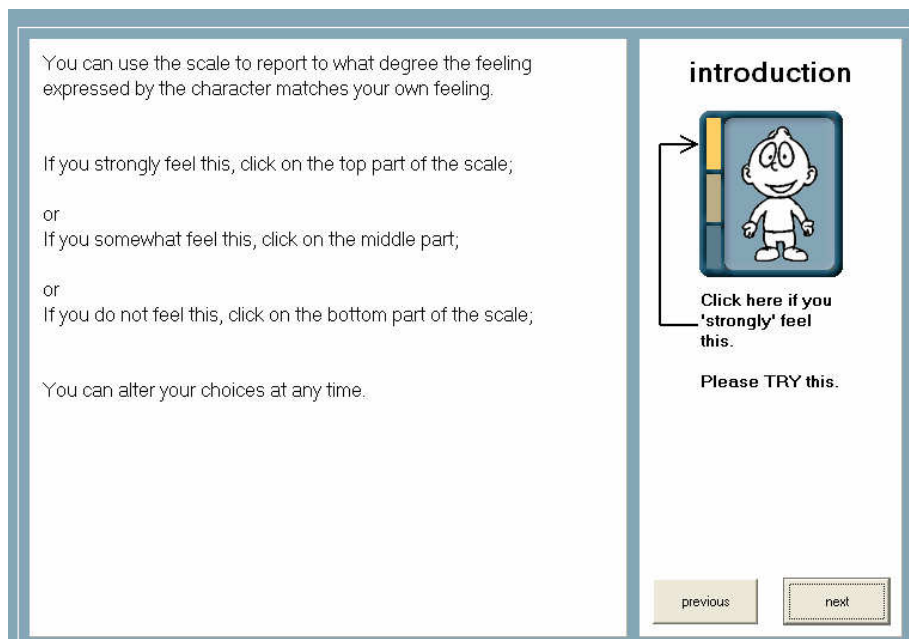 You can use the scale to report to what degree the feeling
expressed by the character matches your own feeling.
If you strongly feel this, click on the top part of the scale;
or
If you somewhat feel this, click on the middle part;
or
If you do not feel this, click on the bottom part of the scale;
You can alter your choices at any time.
introduction
Click here if you
'strongly' feel
this.
Please TRY this.
previous
next